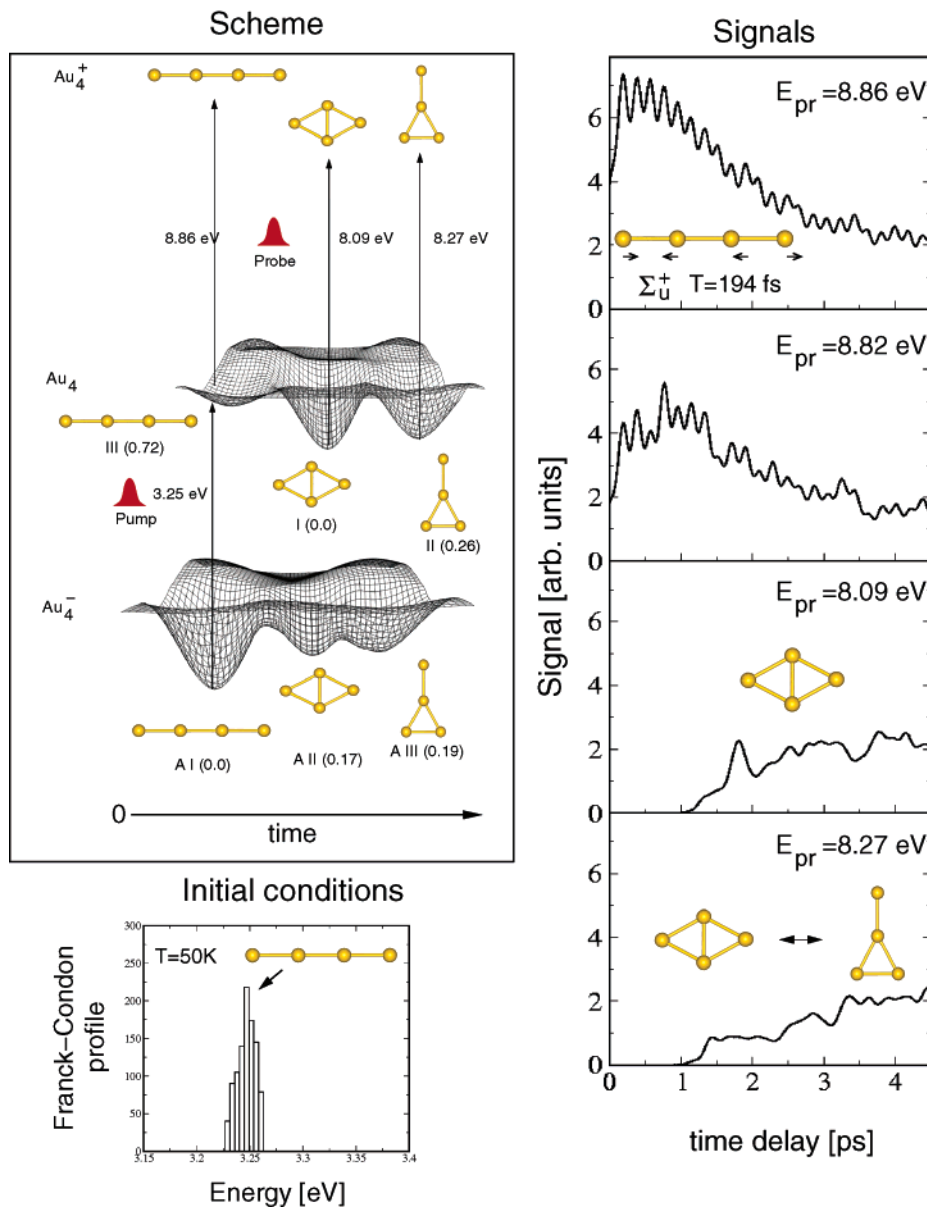 Scheme
Au₄⁺
8.86 eV
8.09 eV
8.27 eV
Probe
Au₄
III (0.72)
3.25 eV
Pump
I (0.0)
II (0.26)
Au₄⁻
A I (0.0)
A II (0.17)
A III (0.19)
0
time
Initial conditions
T=50K
300
250
200
150
100
50
0
3.15
3.2
3.25
3.3
3.35
3.4
Franck–Condon
profile
Energy [eV]
Signals
E_pr =8.86 eV
6
4
2
0
Σ_u⁺ T=194 fs
E_pr =8.82 eV
6
4
2
0
E_pr =8.09 eV
6
4
2
0
E_pr =8.27 eV
6
4
2
0
0
1
2
3
4
Signal [arb. units]
time delay [ps]